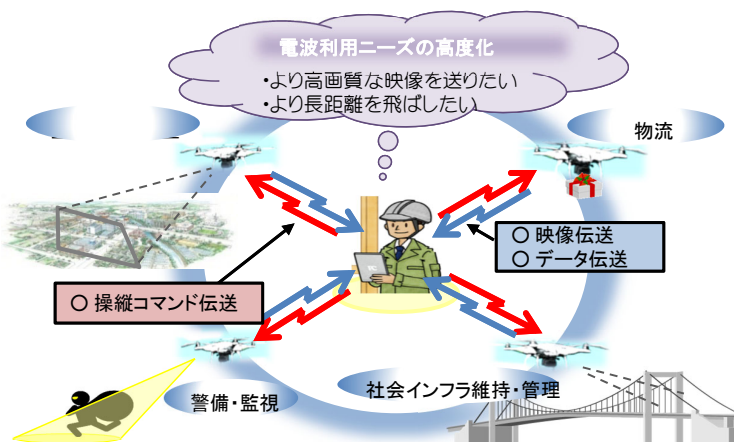 電波利用ニーズの高度化
・より高画質な映像を送りたい
・より長距離を飛ばしたい
物流
○ 映像伝送
○ データ伝送
○ 操縦コマンド伝送
警備・監視
社会インフラ維持・管理